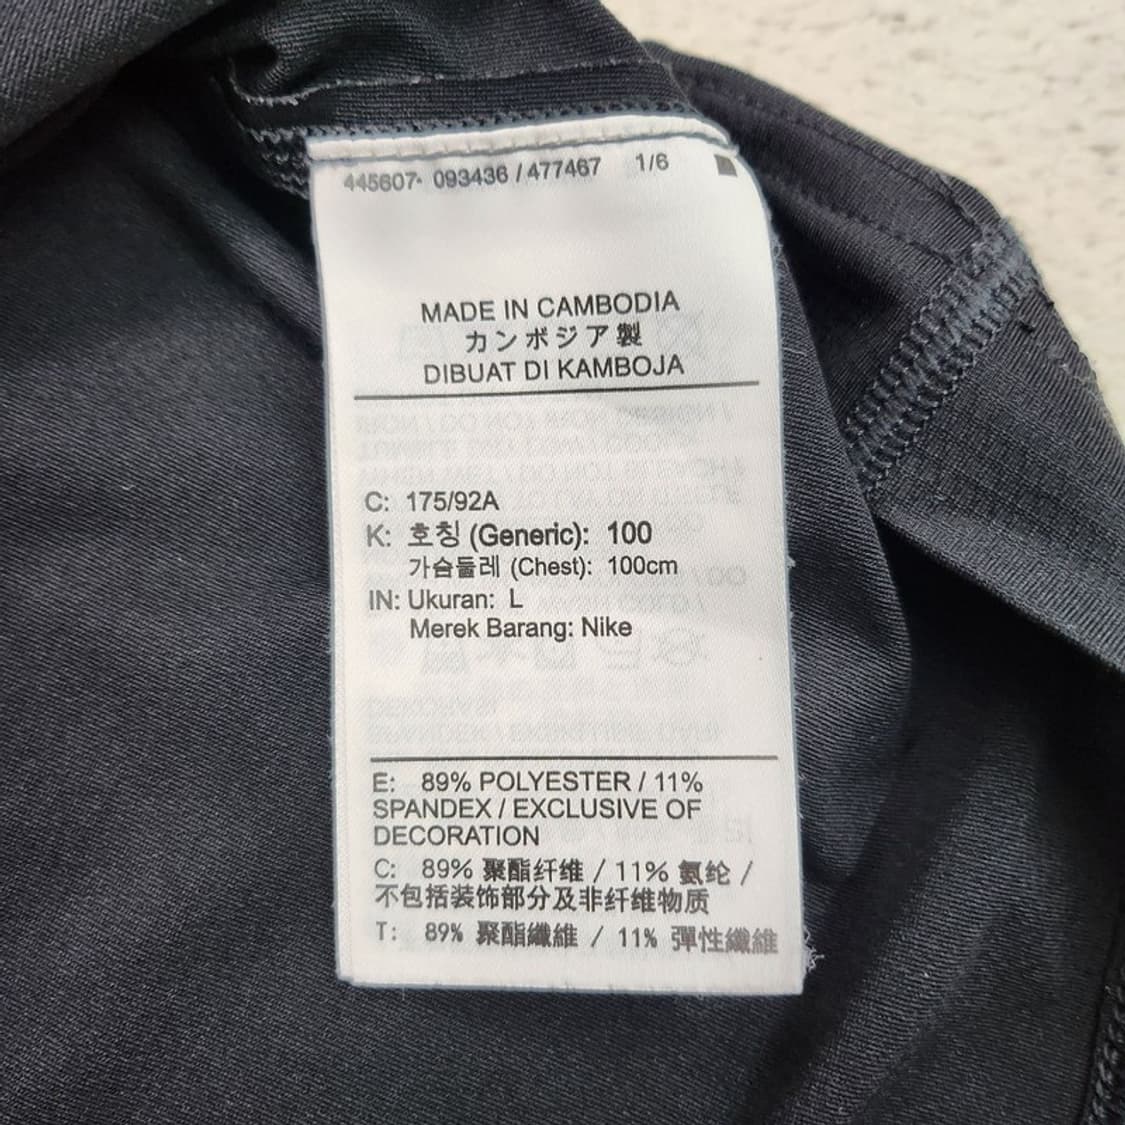 445607- 093436 / 477467 1/6
MADE IN CAMBODIA
カンボジア製
DIBUAT DI KAMBOJA
C: 175/92A
K: 호칭 (Generic): 100
가슴둘레 (Chest): 100cm
IN: Ukuran: L
Merek Barang: Nike
E: 89% POLYESTER / 11%
SPANDEX / EXCLUSIVE OF
DECORATION
C: 89% 聚酯纤维 / 11% 氨纶 /
不包括装饰部分及非纤维物质
T: 89% 聚酯纖維 / 11% 彈性纖維